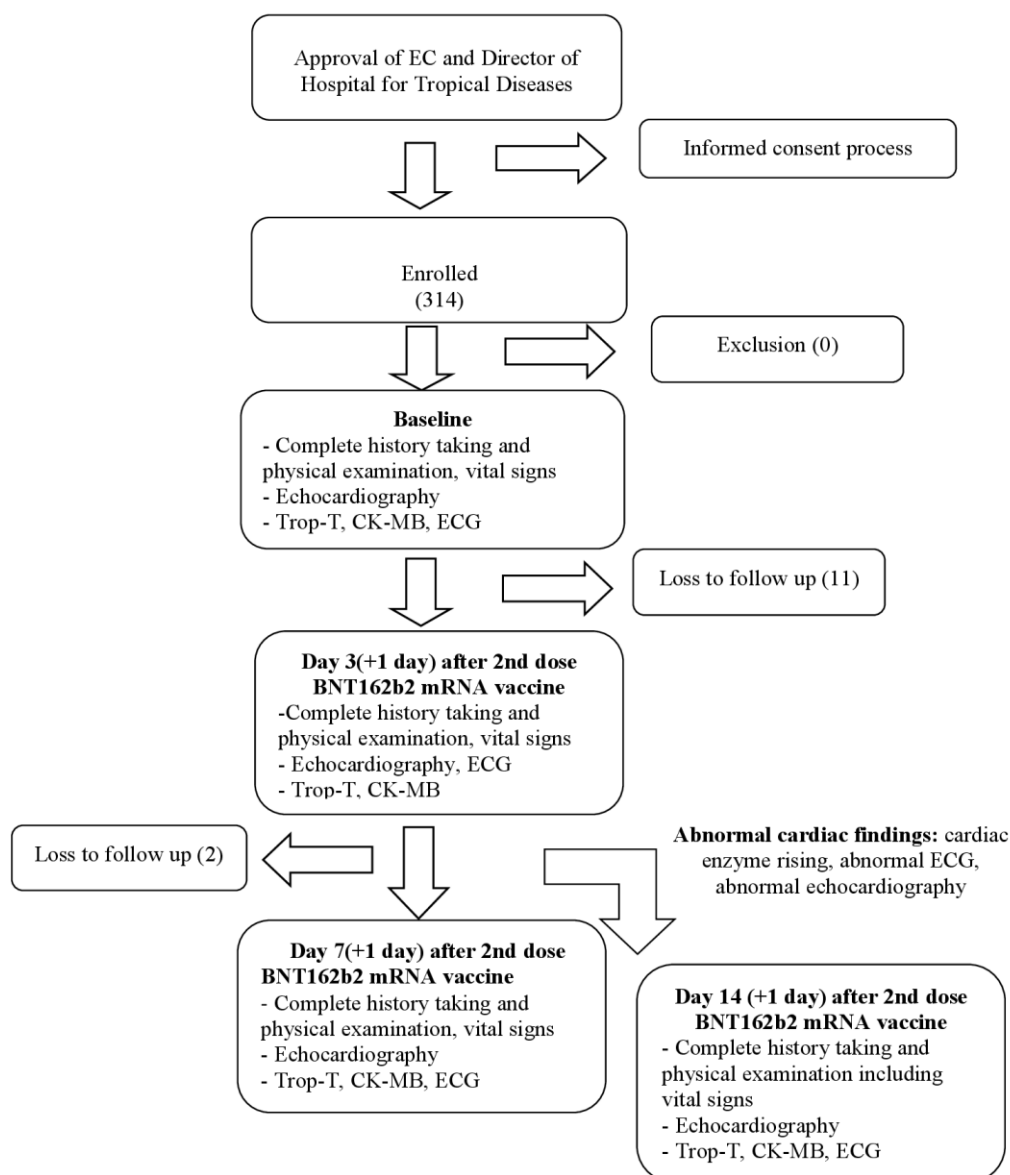 Approval of EC and Director of
Hospital for Tropical Diseases
Informed consent process
Enrolled
(314)
Exclusion (0)
Baseline
- Complete history taking and
physical examination, vital signs
- Echocardiography
- Trop-T, CK-MB, ECG
Loss to follow up (11)
Day 3(+1 day) after 2nd dose
BNT162b2 mRNA vaccine
-Complete history taking and
physical examination, vital signs
- Echocardiography, ECG
- Trop-T, CK-MB
Loss to follow up (2)
Abnormal cardiac findings: cardiac
enzyme rising, abnormal ECG,
abnormal echocardiography
Day 7(+1 day) after 2nd dose
BNT162b2 mRNA vaccine
- Complete history taking and
physical examination, vital signs
- Echocardiography
- Trop-T, CK-MB, ECG
Day 14 (+1 day) after 2nd dose
BNT162b2 mRNA vaccine
- Complete history taking and
physical examination including
vital signs
- Echocardiography
- Trop-T, CK-MB, ECG